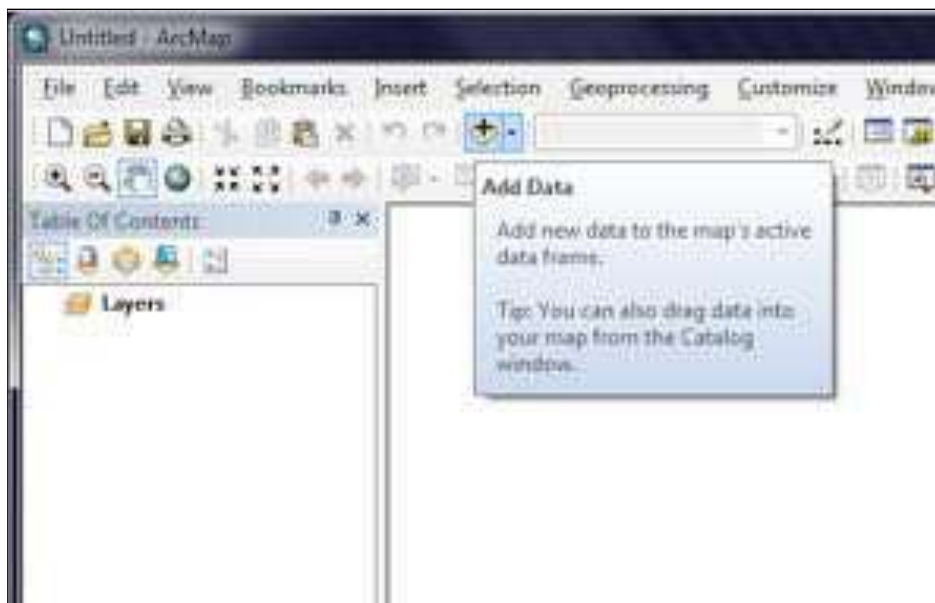 Untitled - ArcMap
File Edit View Bookmarks Insert Selection Geoprocessing Customize Window
Table Of Contents
Layers
Add Data
Add new data to the map's active
data frame.
Tip: You can also drag data into
your map from the Catalog
window.